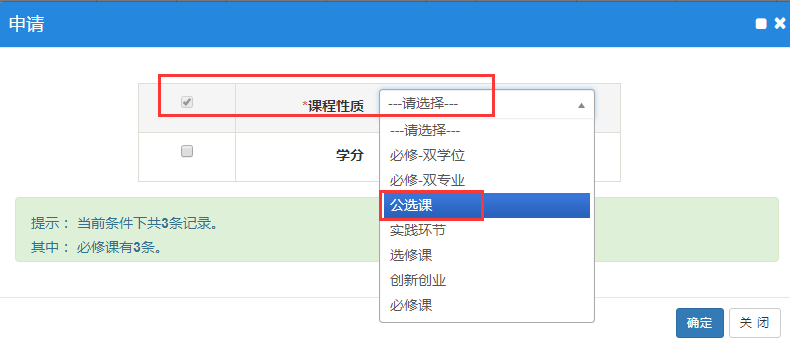 申请
*课程性质
---请选择---
---请选择---
必修-双学位
学分
必修-双专业
公选课
实践环节
选修课
创新创业
必修课
提示： 当前条件下共3条记录。
其中： 必修课有3条。
确定
关 闭